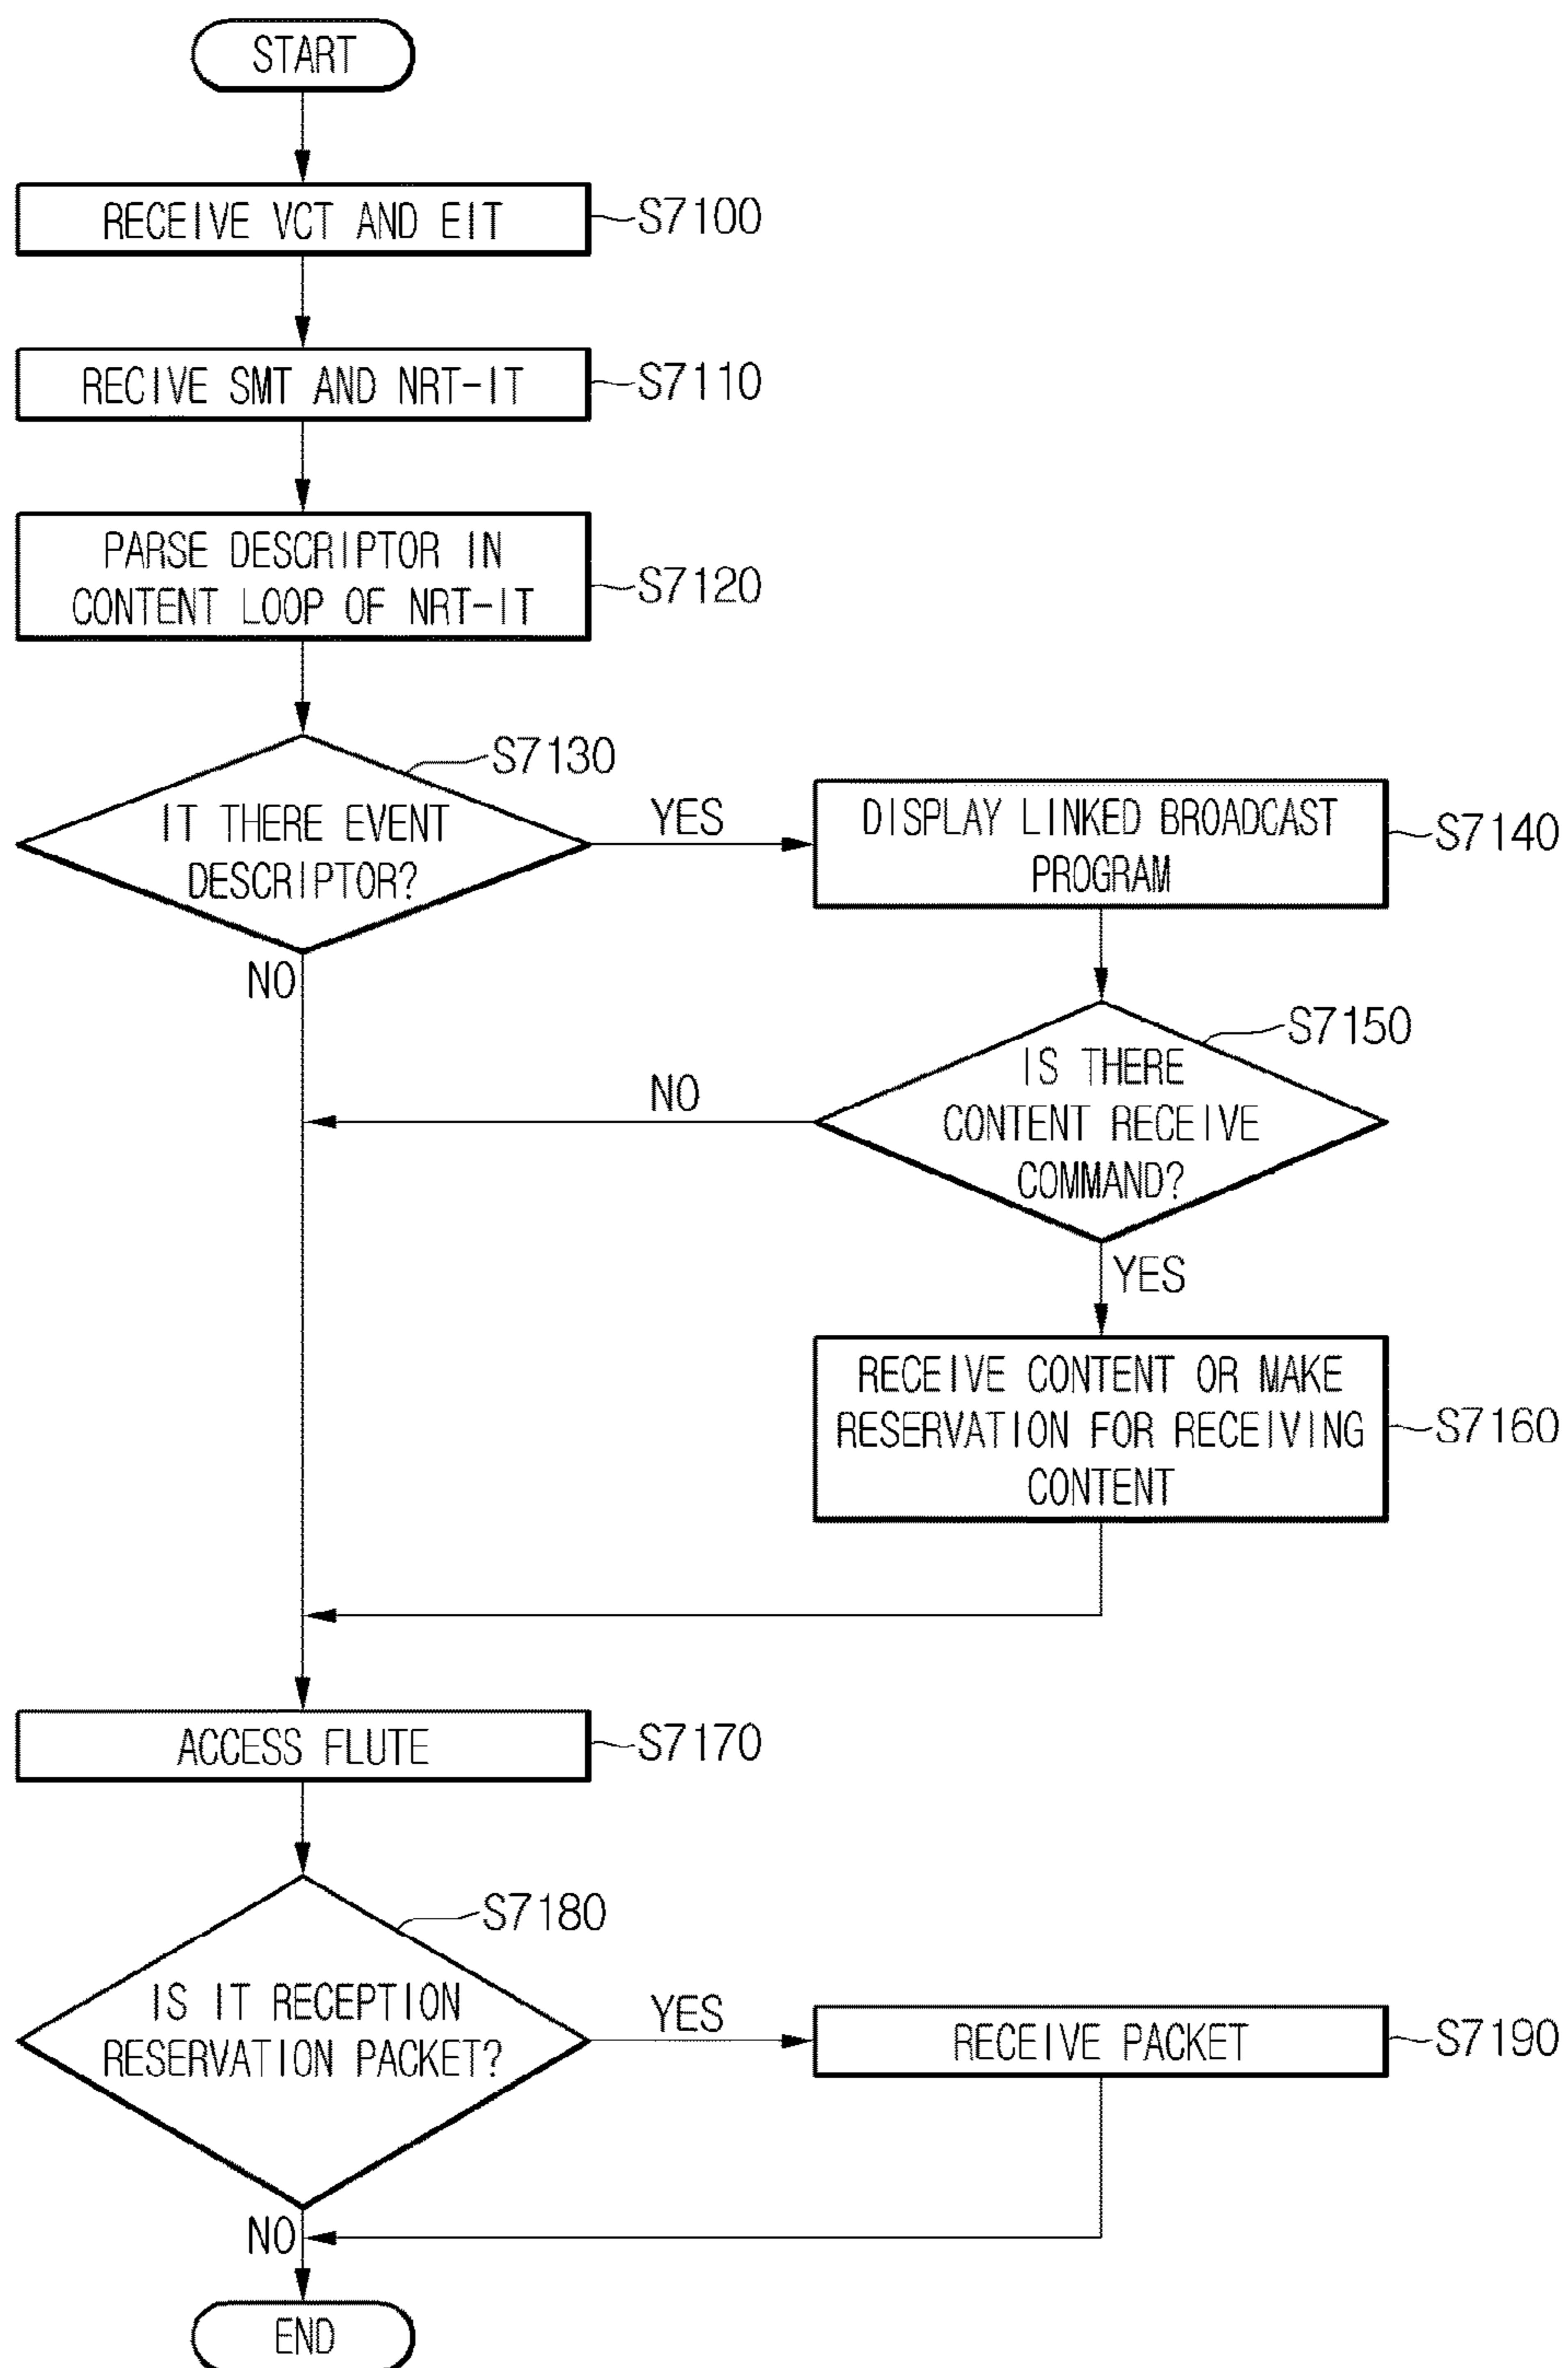 START
RECEIVE VCT AND EIT
S7100
RECIVE SMT AND NRT-IT
S7110
PARSE DESCRIPTOR IN
CONTENT LOOP OF NRT-IT
S7120
S7130
IT THERE EVENT
DESCRIPTOR?
YES
NO
DISPLAY LINKED BROADCAST
PROGRAM
S7140
S7150
IS THERE
CONTENT RECEIVE
COMMAND?
NO
YES
RECEIVE CONTENT OR MAKE
RESERVATION FOR RECEIVING
CONTENT
S7160
ACCESS FLUTE
S7170
S7180
IS IT RECEPTION
RESERVATION PACKET?
YES
RECEIVE PACKET
S7190
NO
END